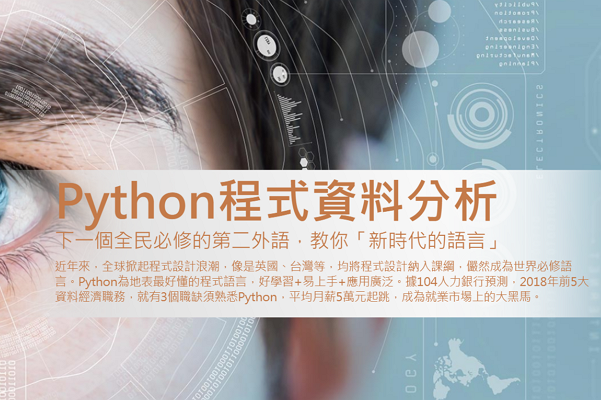 Python程式資料分析
下一個全民必修的第二外語，教你「新時代的語言」
近年來，全球掀起程式設計浪潮，像是英國、台灣等，均將程式設計納入課綱，儼然成為世界必修語
言。Python為地表最好懂的程式語言，好學習+易上手+應用廣泛。據104人力銀行預測，2018年前5大
資料經濟職務，就有3個職缺須熟悉Python，平均月薪5萬元起跳，成為就業市場上的大黑馬。